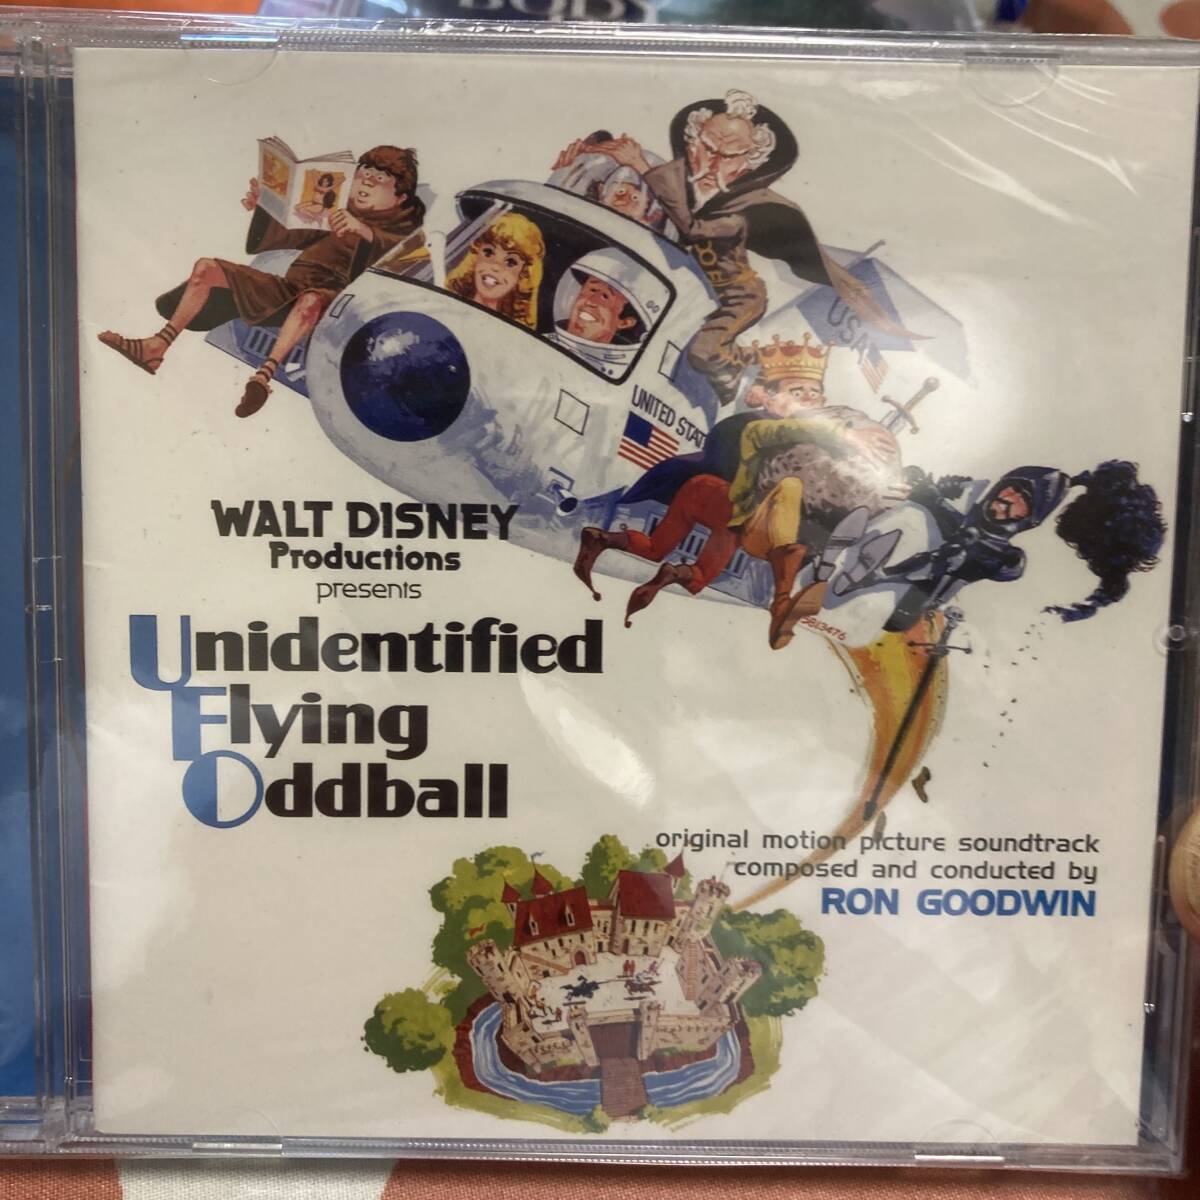 BODY
USA
UNITED STAT
WALT DISNEY
Productions
presents
Unidentified
Flying
Oddball
original motion picture soundtrack
composed and conducted by
RON GOODWIN